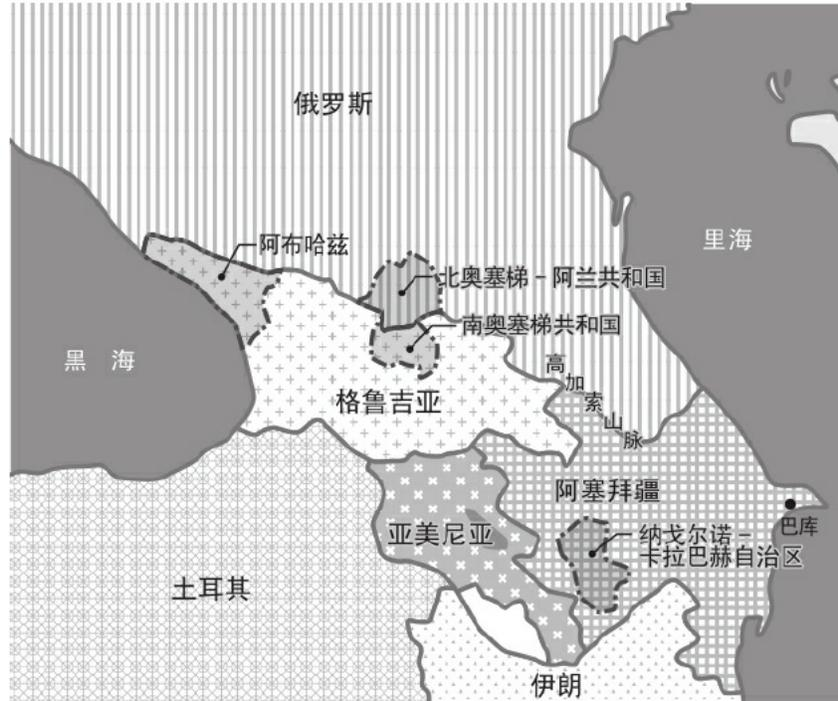 俄罗斯
阿布哈兹
里海
北奥塞梯－阿兰共和国
南奥塞梯共和国
黑 海
高加索山脉
格鲁吉亚
阿塞拜疆
巴库
亚美尼亚
纳戈尔诺－
卡拉巴赫自治区
土耳其
伊朗